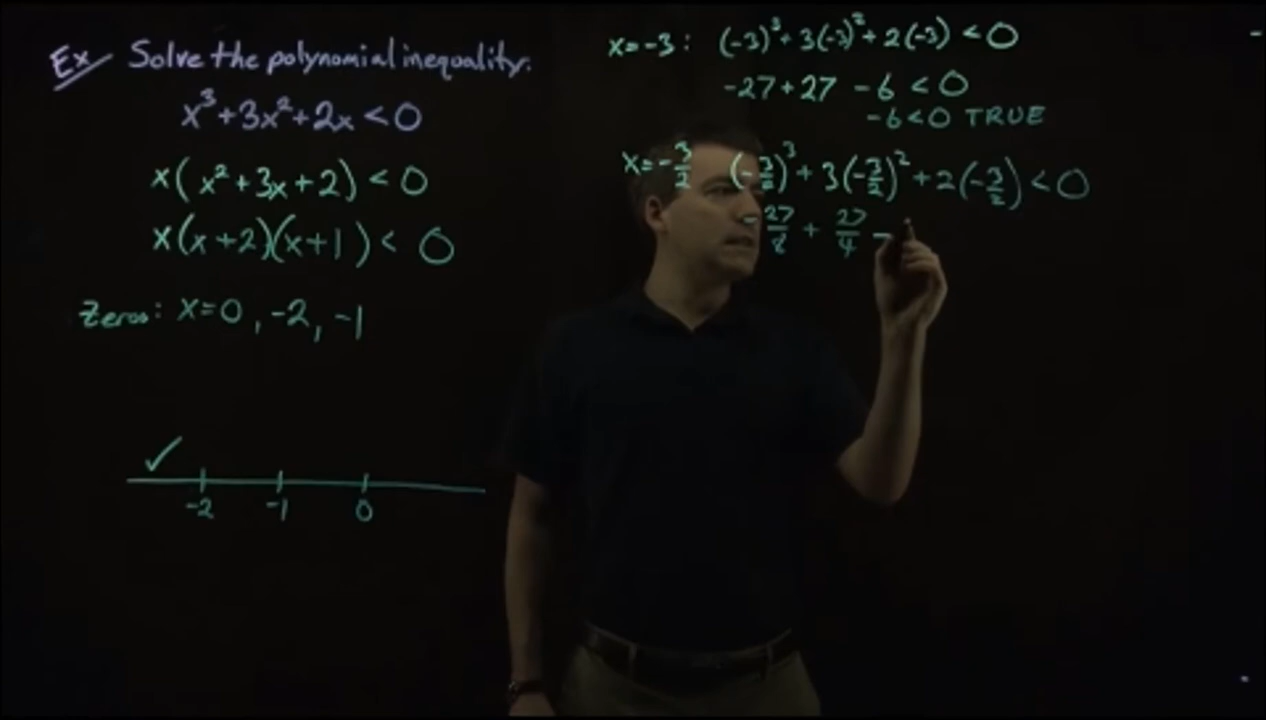 Ex Solve the polynomial inequality.
x³+3x²+2x<0
x(x²+3x+2)<0
x(x+2)(x+1)<0
Zeros: x=0, -2, -1
✓
-2 -1 0
x=-3: (-3)³+3(-3)²+2(-3)<0
-27+27-6<0
-6<0 TRUE
x=-3/2 (-3/2)³+3(-3/2)²+2(-3/2)<0
-27/8+27/4-